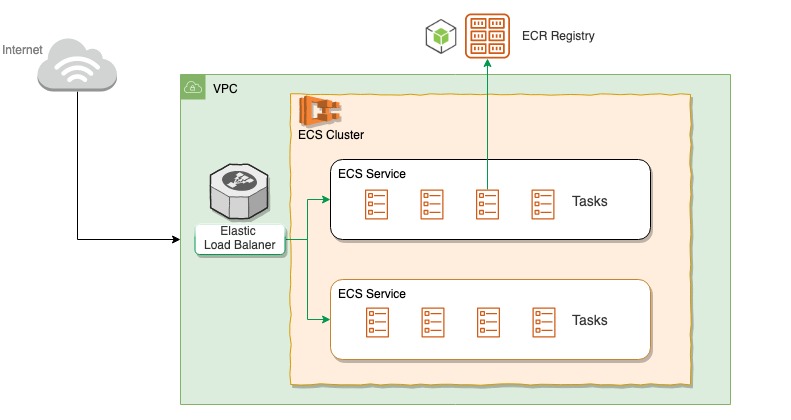 Internet
ECR Registry
VPC
ECS Cluster
ECS Service
Tasks
Elastic
Load Balaner
ECS Service
Tasks